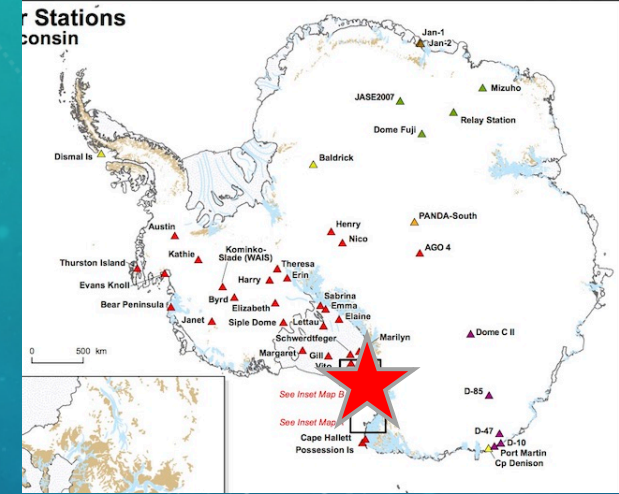 r Stations
consin
Jan-1
Jan-2
Mizuho
JASE2007
Relay Station
Dome Fuji
Dismal Is
Baldrick
PANDA-South
Henry
Nico
AGO 4
Austin
Kathie
Kominko-
Slade (WAIS)
Theresa
Erin
Thurston Island
Harry
Evans Knoll
Sabrina
Emma
Byrd
Elizabeth
Elaine
Bear Peninsula
Janet
Siple Dome
Lettau
Marilyn
Schwerdtfeger
Dome C II
0 500 km
Margaret
Gill
Vito
See Inset Map B
D-85
See Inset Map
Cape Hallett
Possession Is
D-47
D-10
Port Martin
Cp Denison